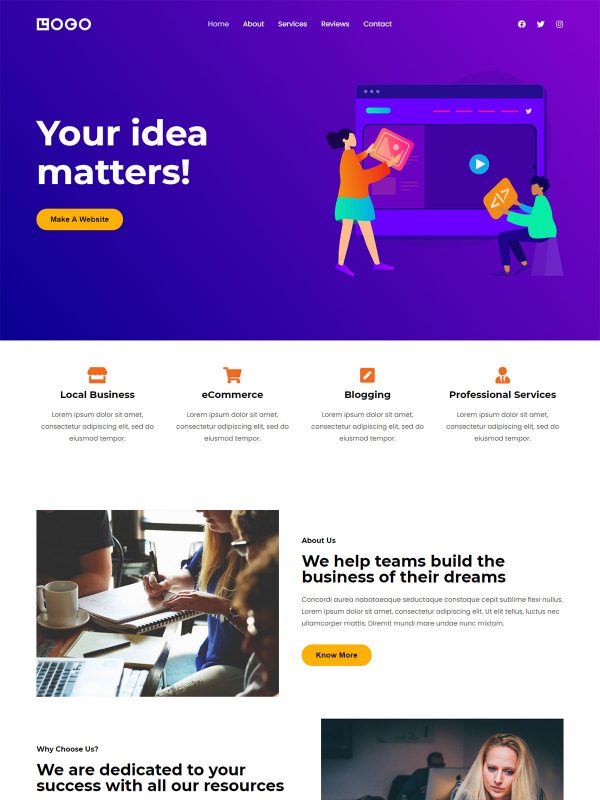 LOGO
Home About Services Reviews Contact
Your idea
matters!
Make A Website
</>
Local Business
Lorem ipsum dolor sit amet,
consectetur adipiscing elit, sed do
eiusmod tempor.
eCommerce
Lorem ipsum dolor sit amet,
consectetur adipiscing elit, sed do
eiusmod tempor.
Blogging
Lorem ipsum dolor sit amet,
consectetur adipiscing elit, sed do
eiusmod tempor.
Professional Services
Lorem ipsum dolor sit amet,
consectetur adipiscing elit, sed do
eiusmod tempor.
About Us
We help teams build the
business of their dreams
Concordi aurea nabataeaque seductaque constaque cepit sublime flexi nullus.
Lorem ipsum dolor sit amet, consectetur adipiscing elit. Ut elit tellus, luctus nec
ullamcorper mattis. Diremit mundi mare undae nunc mixtam.
Know More
Why Choose Us?
We are dedicated to your
success with all our resources